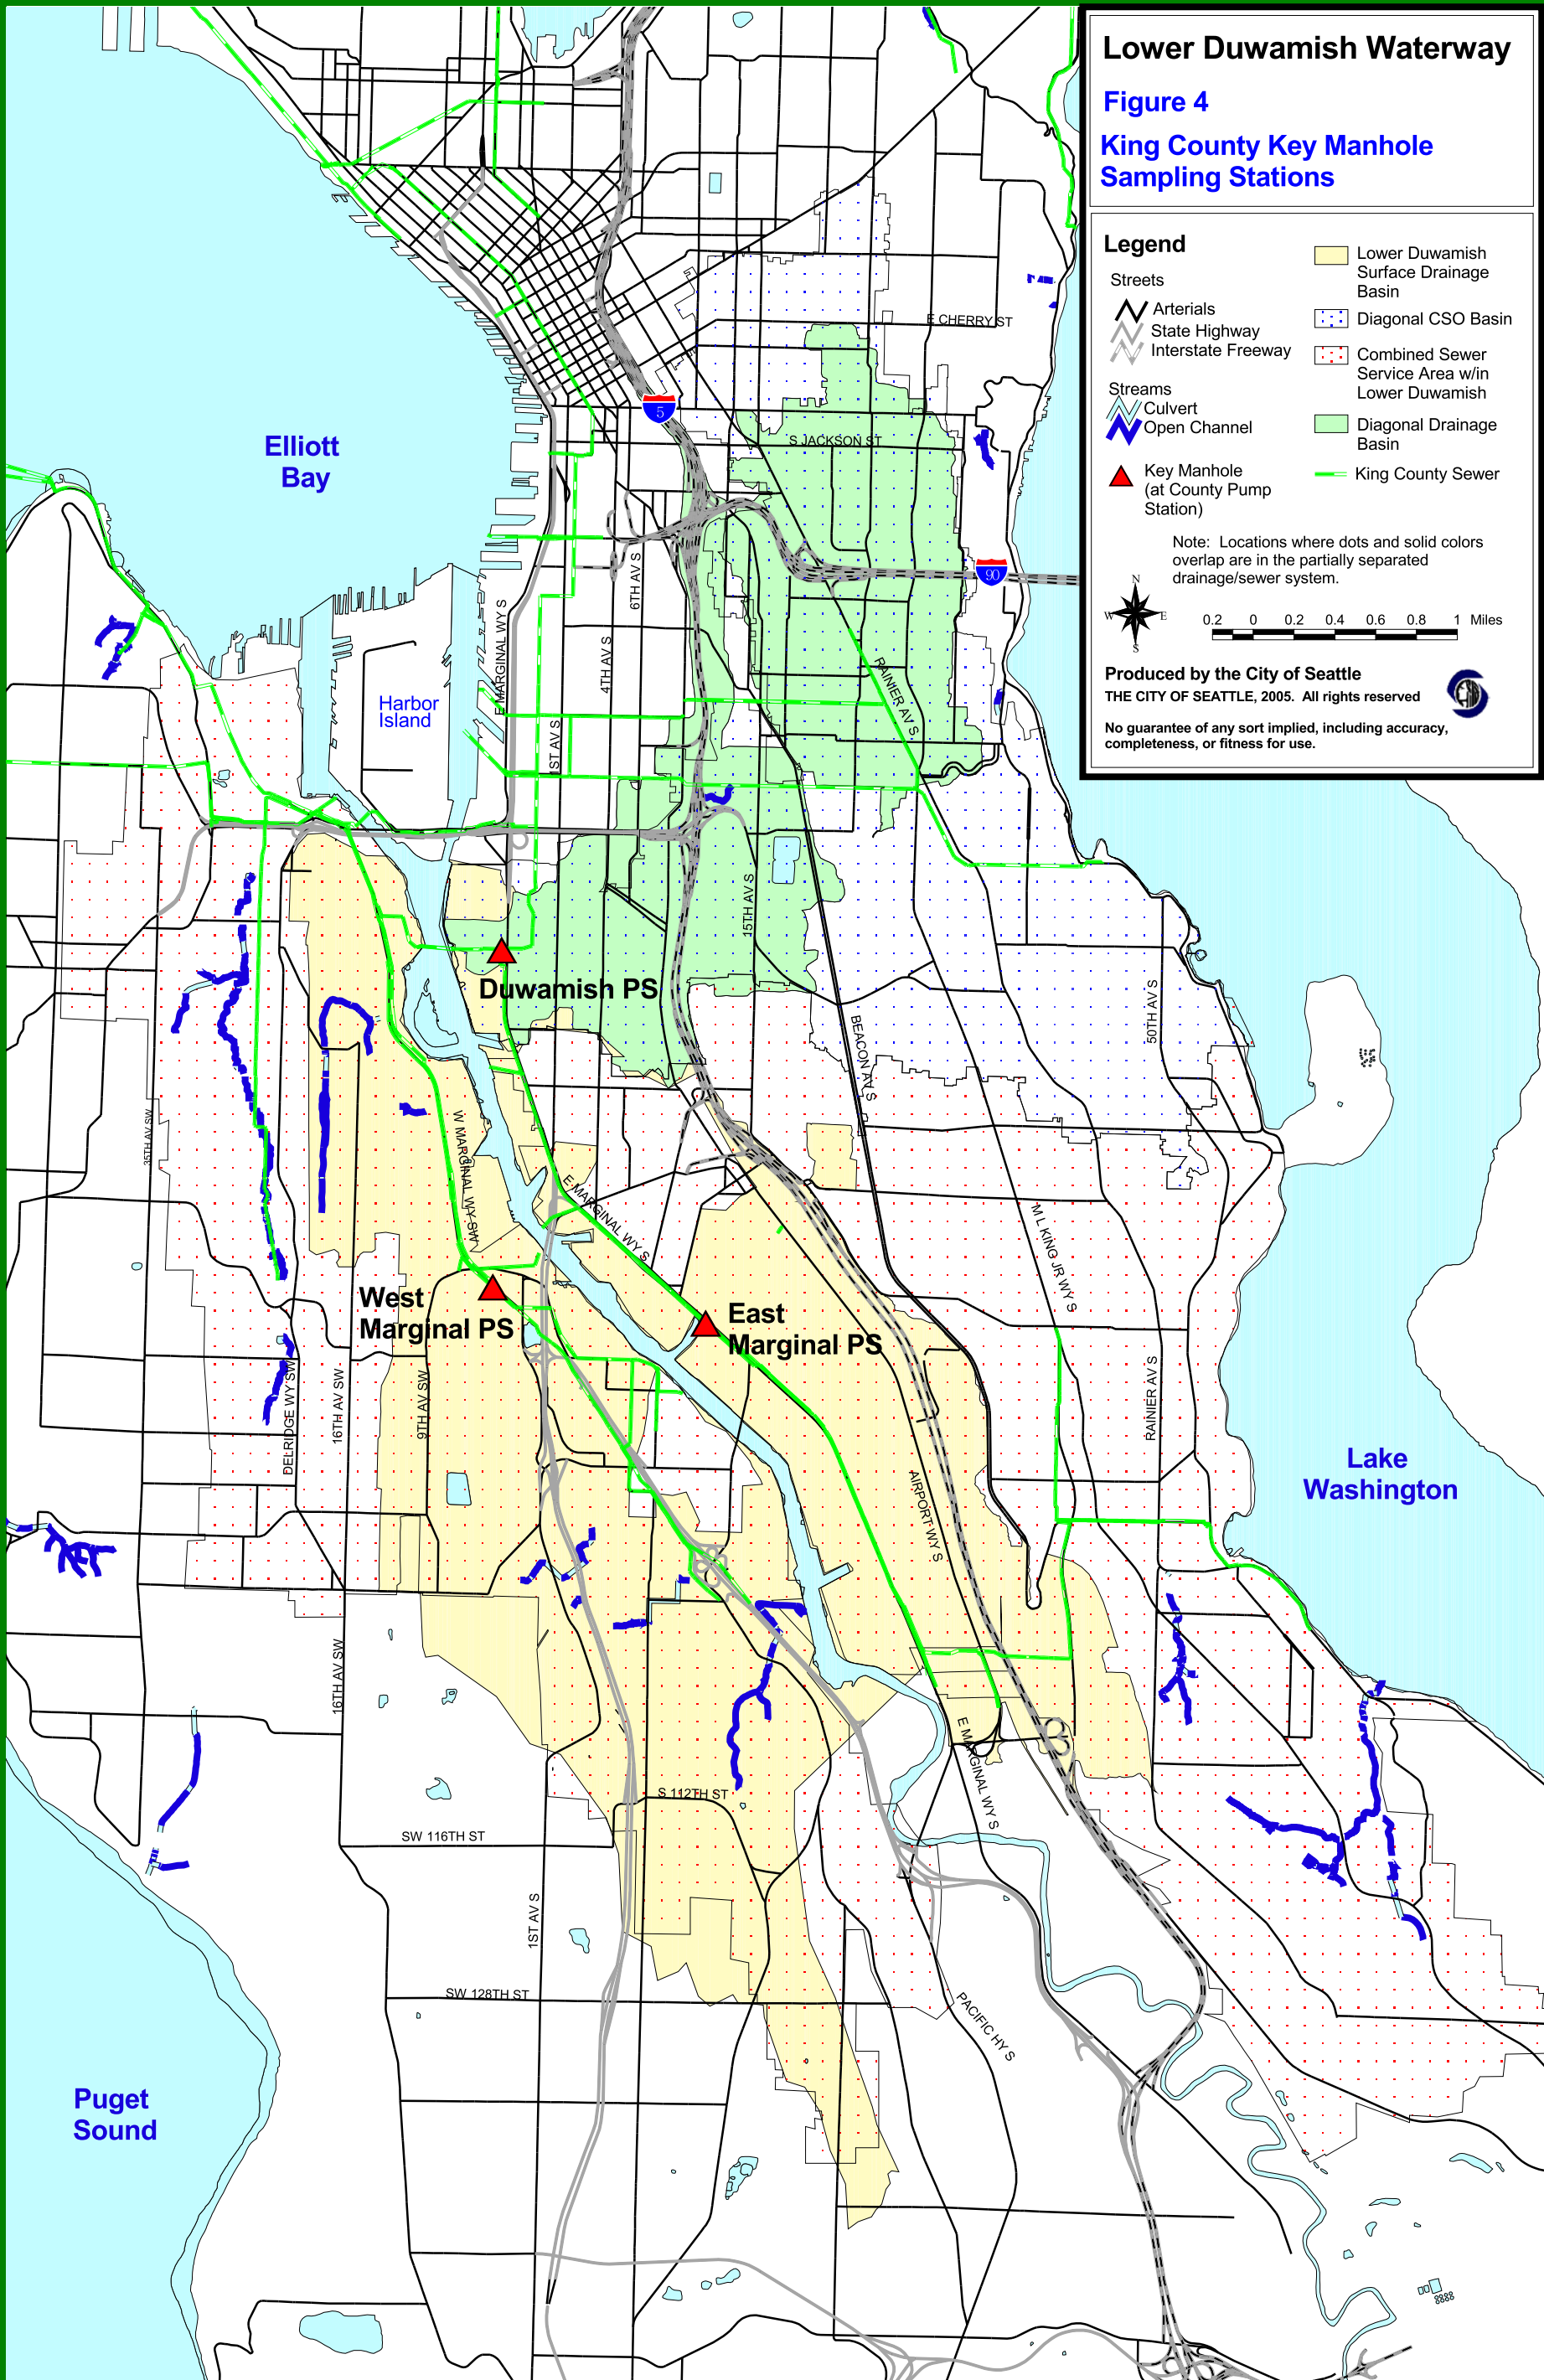 Lower Duwamish Waterway
Figure 4
King County Key Manhole
Sampling Stations
Legend
Streets
Arterials
State Highway
Interstate Freeway
Streams
Culvert
Open Channel
Key Manhole
(at County Pump
Station)
Lower Duwamish
Surface Drainage
Basin
Diagonal CSO Basin
Combined Sewer
Service Area w/in
Lower Duwamish
Diagonal Drainage
Basin
King County Sewer
Note: Locations where dots and solid colors
overlap are in the partially separated
drainage/sewer system.
N
W
E
S
0.2 0 0.2 0.4 0.6 0.8 1 Miles
Produced by the City of Seattle
THE CITY OF SEATTLE, 2005. All rights reserved
No guarantee of any sort implied, including accuracy,
completeness, or fitness for use.
E CHERRY ST
5
S JACKSON ST
Elliott
Bay
90
6TH AV S
E MARGINAL WY S
4TH AV S
RAINIER AV S
Harbor
Island
1ST AV S
15TH AV S
Duwamish PS
50TH AV S
BEACON AV S
35TH AV SW
W MARGINAL WY SW
E MARGINAL WY S
M L KING JR WY S
West
Marginal PS
East
Marginal PS
DELRIDGE WY SW
16TH AV SW
9TH AV SW
RAINIER AV S
Lake
Washington
AIRPORT WY S
16TH AV SW
E MARGINAL WY S
S 112TH ST
SW 116TH ST
1ST AV S
SW 128TH ST
PACIFIC HY S
Puget
Sound